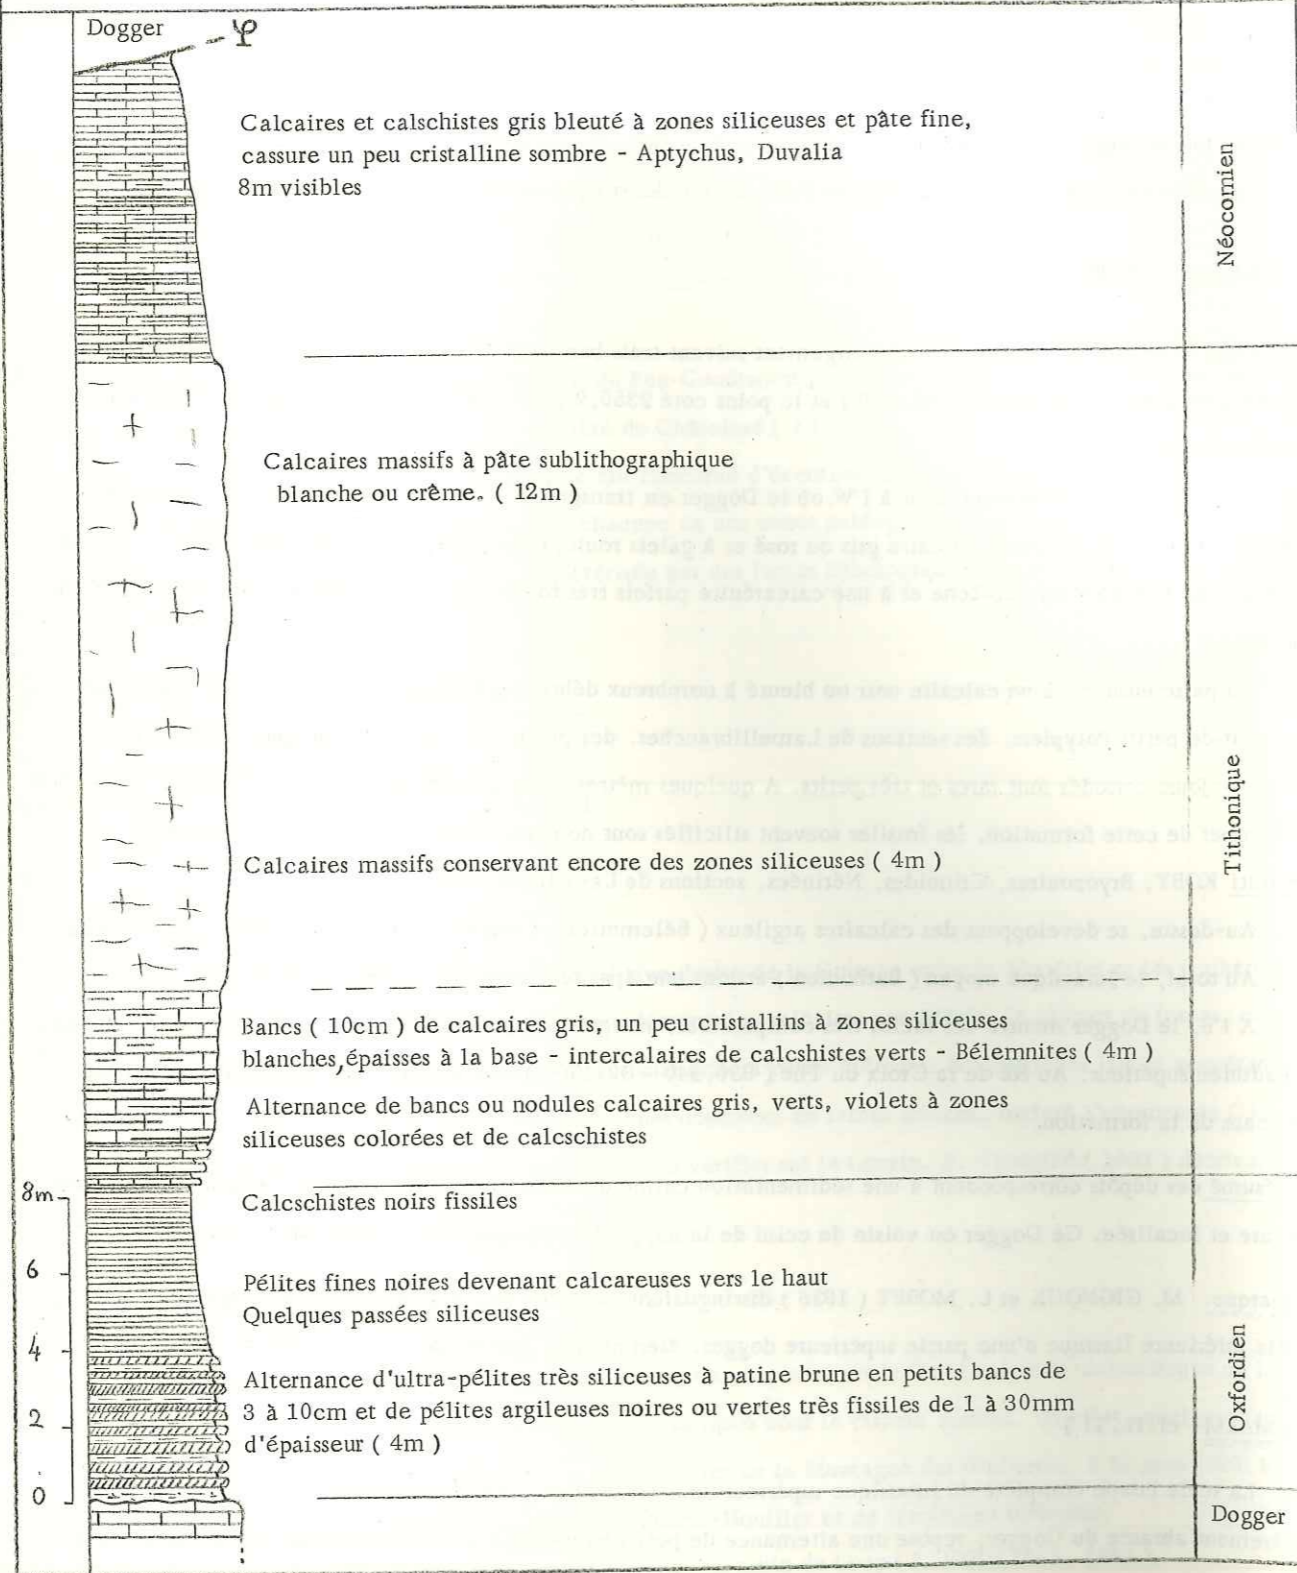 Dogger φ
Calcaires et calschistes gris bleuté à zones siliceuses et pâte fine,
cassure un peu cristalline sombre - Aptychus, Duvalia
8m visibles
Néocomien
Calcaires massifs à pâte sublithographique
blanche ou crême. ( 12m )
Tithonique
Calcaires massifs conservant encore des zones siliceuses ( 4m )
Bancs ( 10cm ) de calcaires gris, un peu cristallins à zones siliceuses
blanches, épaisses à la base - intercalaires de calcshistes verts - Bélemnites ( 4m )
Alternance de bancs ou nodules calcaires gris, verts, violets à zones
siliceuses colorées et de calcschistes
8m
Calcschistes noirs fissiles
6
Pélites fines noires devenant calcareuses vers le haut
Quelques passées siliceuses
4
Alternance d'ultra-pélites très siliceuses à patine brune en petits bancs de
3 à 10cm et de pélites argileuses noires ou vertes très fissiles de 1 à 30mm
d'épaisseur ( 4m )
Oxfordien
2
0
Dogger